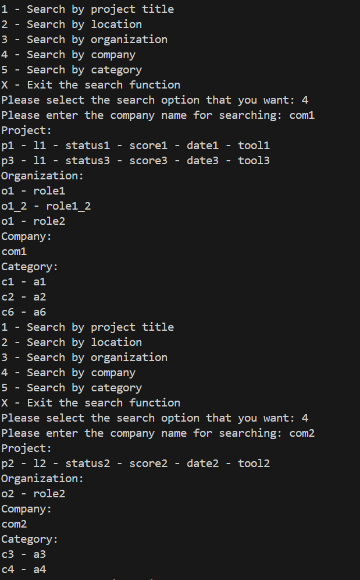 1 - Search by project title
2 - Search by location
3 - Search by organization
4 - Search by company
5 - Search by category
X - Exit the search function
Please select the search option that you want: 4
Please enter the company name for searching: com1
Project:
p1 - l1 - status1 - score1 - date1 - tool1
p3 - l1 - status3 - score3 - date3 - tool3
Organization:
o1 - role1
o1_2 - role1_2
o1 - role2
Company:
com1
Category:
c1 - a1
c2 - a2
c6 - a6
1 - Search by project title
2 - Search by location
3 - Search by organization
4 - Search by company
5 - Search by category
X - Exit the search function
Please select the search option that you want: 4
Please enter the company name for searching: com2
Project:
p2 - l2 - status2 - score2 - date2 - tool2
Organization:
o2 - role2
Company:
com2
Category:
c3 - a3
c4 - a4